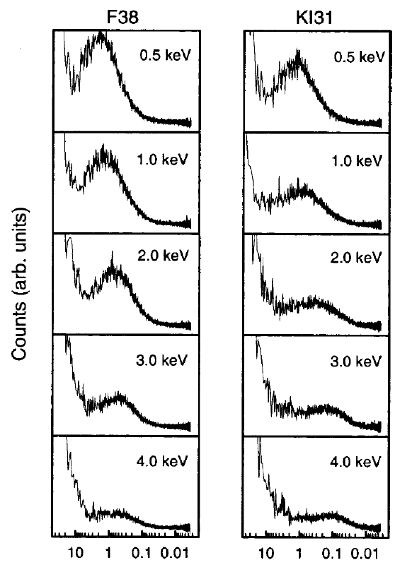 F38 KI31
Counts (arb. units)
0.5 keV 0.5 keV
1.0 keV 1.0 keV
2.0 keV 2.0 keV
3.0 keV 3.0 keV
4.0 keV 4.0 keV
10 1 0.1 0.01 10 1 0.1 0.01